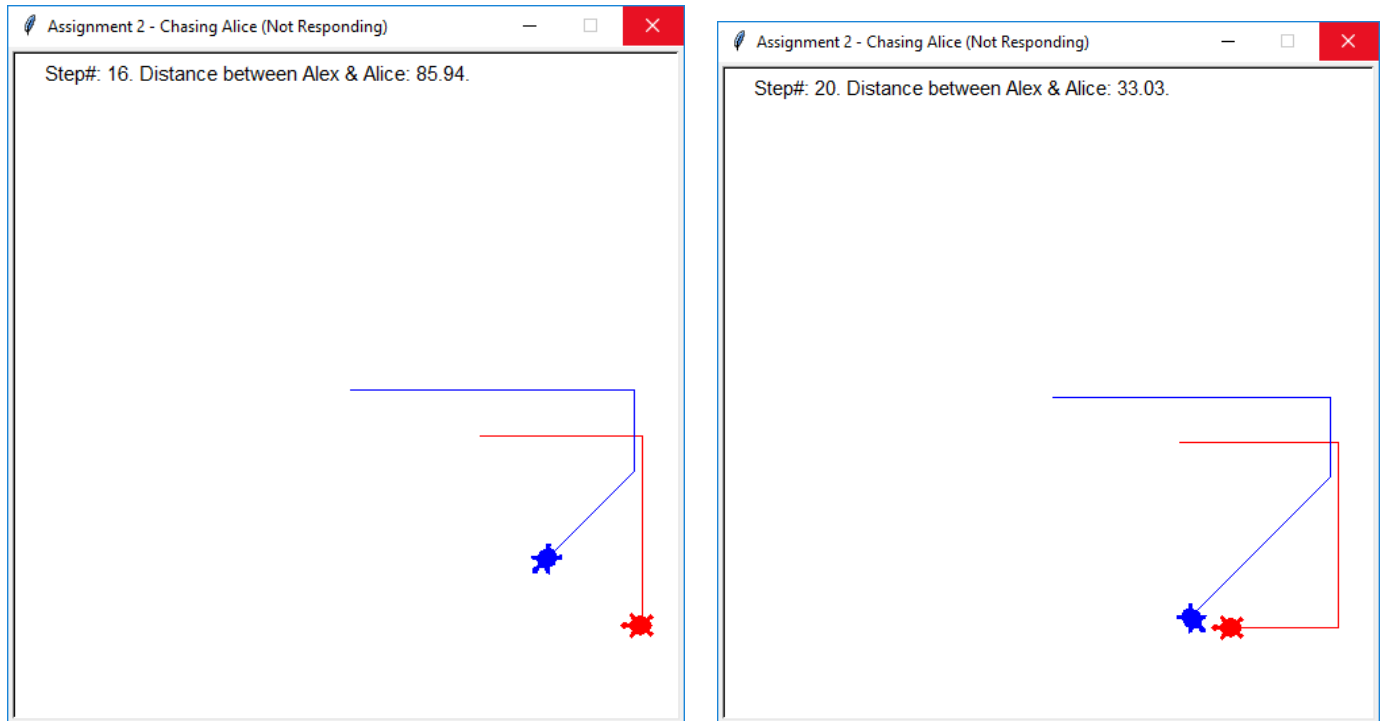 Assignment 2 - Chasing Alice (Not Responding)
Step#: 16. Distance between Alex & Alice: 85.94.
Assignment 2 - Chasing Alice (Not Responding)
Step#: 20. Distance between Alex & Alice: 33.03.